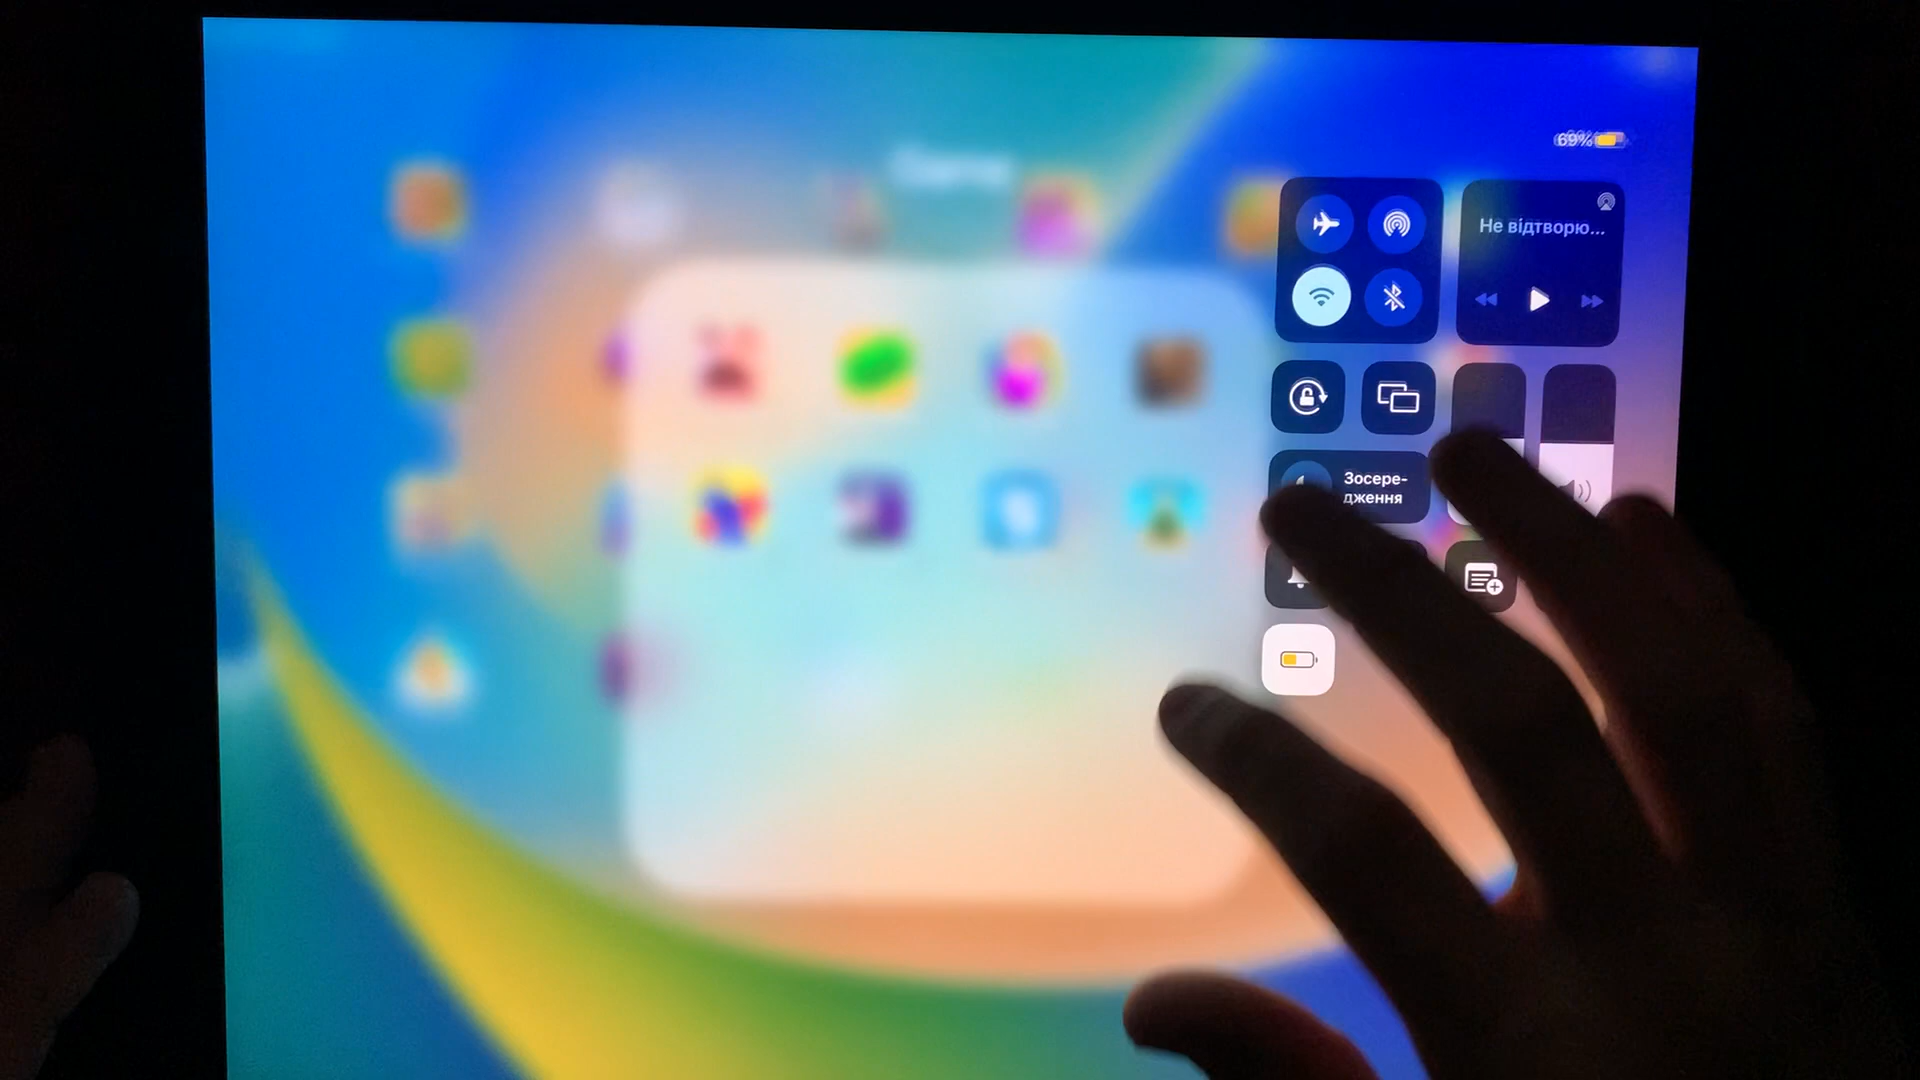 69%
Не відтворю...
Зосере-
дження